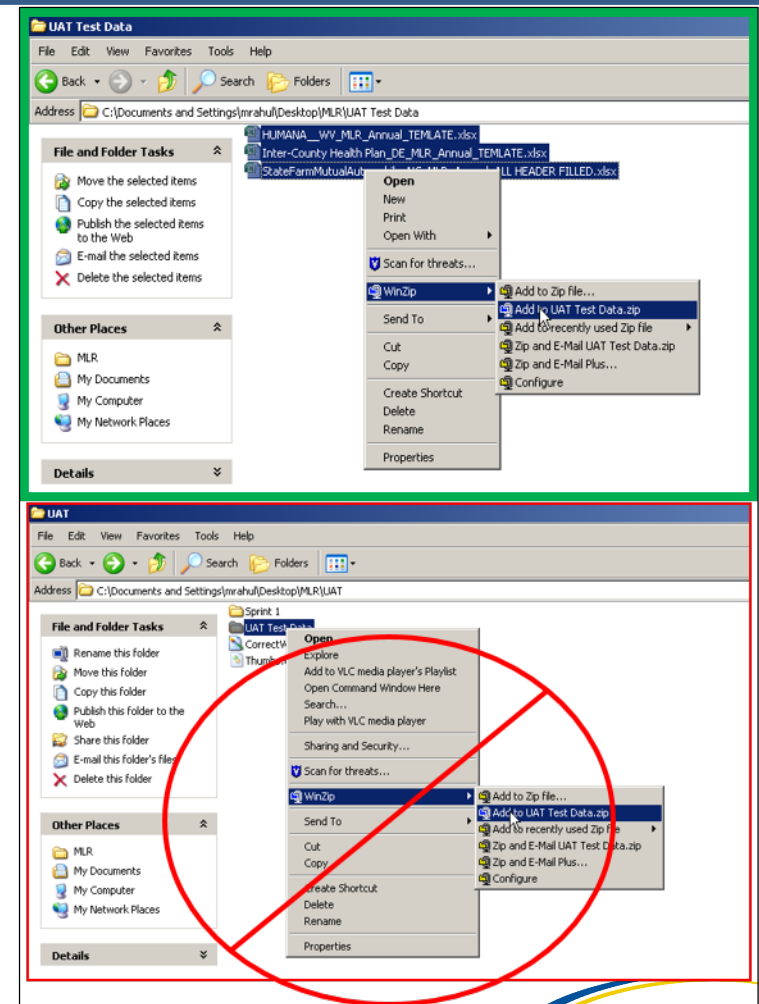 UAT Test Data
File Edit View Favorites Tools Help
Back Search Folders
Address C:\Documents and Settings\mrahul\Desktop\MLR\UAT Test Data
File and Folder Tasks
Move the selected items
Copy the selected items
Publish the selected items
to the Web
E-mail the selected items
Delete the selected items
Other Places
MLR
My Documents
My Computer
My Network Places
Details
HUMANA__WV_MLR_Annual_TEMLATE.xlsx
Inter-County Health Plan_DE_MLR_Annual_TEMLATE.xlsx
LL HEADER FILLED.xlsx
Open
New
Print
Open With
Scan for threats...
WinZip
Send To
Cut
Copy
Create Shortcut
Delete
Rename
Properties
Add to Zip file...
Add to UAT Test Data.zip
Add to recently used Zip file
Zip and E-Mail UAT Test Data.zip
Zip and E-Mail Plus...
Configure
UAT
File Edit View Favorites Tools Help
Back Search Folders
Address C:\Documents and Settings\mrahul\Desktop\MLR\UAT
File and Folder Tasks
Rename this folder
Move this folder
Copy this folder
Publish this folder to the
Web
Share this folder
E-mail this folder's files
Delete this folder
Other Places
MLR
My Documents
My Computer
My Network Places
Details
Sprint 1
UAT Test Data
Open
Explore
Add to VLC media player's Playlist
Open Command Window Here
Search...
Play with VLC media player
Sharing and Security...
Scan for threats...
WinZip
Send To
Cut
Copy
Create Shortcut
Delete
Rename
Properties
Add to Zip file...
Add to UAT Test Data.zip
Add to recently used Zip file
Zip and E-Mail UAT Test Data.zip
Zip and E-Mail Plus...
Configure